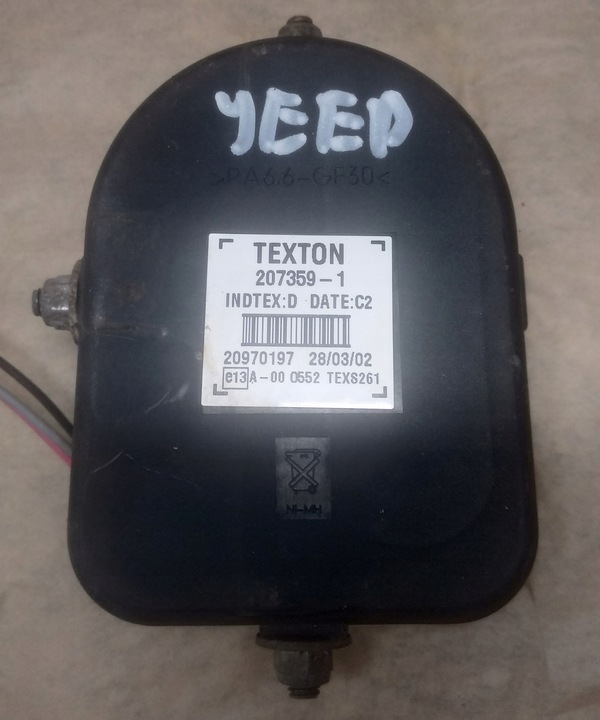 YEEP
>PA6.6-GF30<
TEXTON
207359-1
INDTEX:D DATE:C2
20970197 28/03/02
e13 A-00 0552 TEXS261
Ni-MH